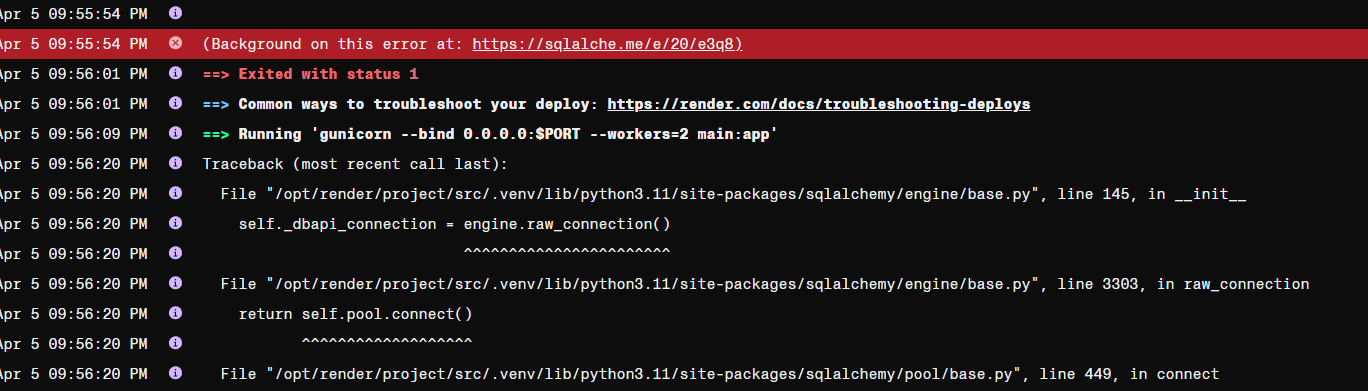 Apr 5 09:55:54 PM
Apr 5 09:55:54 PM (Background on this error at: https://sqlalche.me/e/20/e3q8)
Apr 5 09:56:01 PM ==> Exited with status 1
Apr 5 09:56:01 PM ==> Common ways to troubleshoot your deploy: https://render.com/docs/troubleshooting-deploys
Apr 5 09:56:09 PM ==> Running 'gunicorn --bind 0.0.0.0:$PORT --workers=2 main:app'
Apr 5 09:56:20 PM Traceback (most recent call last):
Apr 5 09:56:20 PM File "/opt/render/project/src/.venv/lib/python3.11/site-packages/sqlalchemy/engine/base.py", line 145, in __init__
Apr 5 09:56:20 PM self._dbapi_connection = engine.raw_connection()
Apr 5 09:56:20 PM ^^^^^^^^^^^^^^^^^^^^^^^
Apr 5 09:56:20 PM File "/opt/render/project/src/.venv/lib/python3.11/site-packages/sqlalchemy/engine/base.py", line 3303, in raw_connection
Apr 5 09:56:20 PM return self.pool.connect()
Apr 5 09:56:20 PM ^^^^^^^^^^^^^^^^^^^
Apr 5 09:56:20 PM File "/opt/render/project/src/.venv/lib/python3.11/site-packages/sqlalchemy/pool/base.py", line 449, in connect